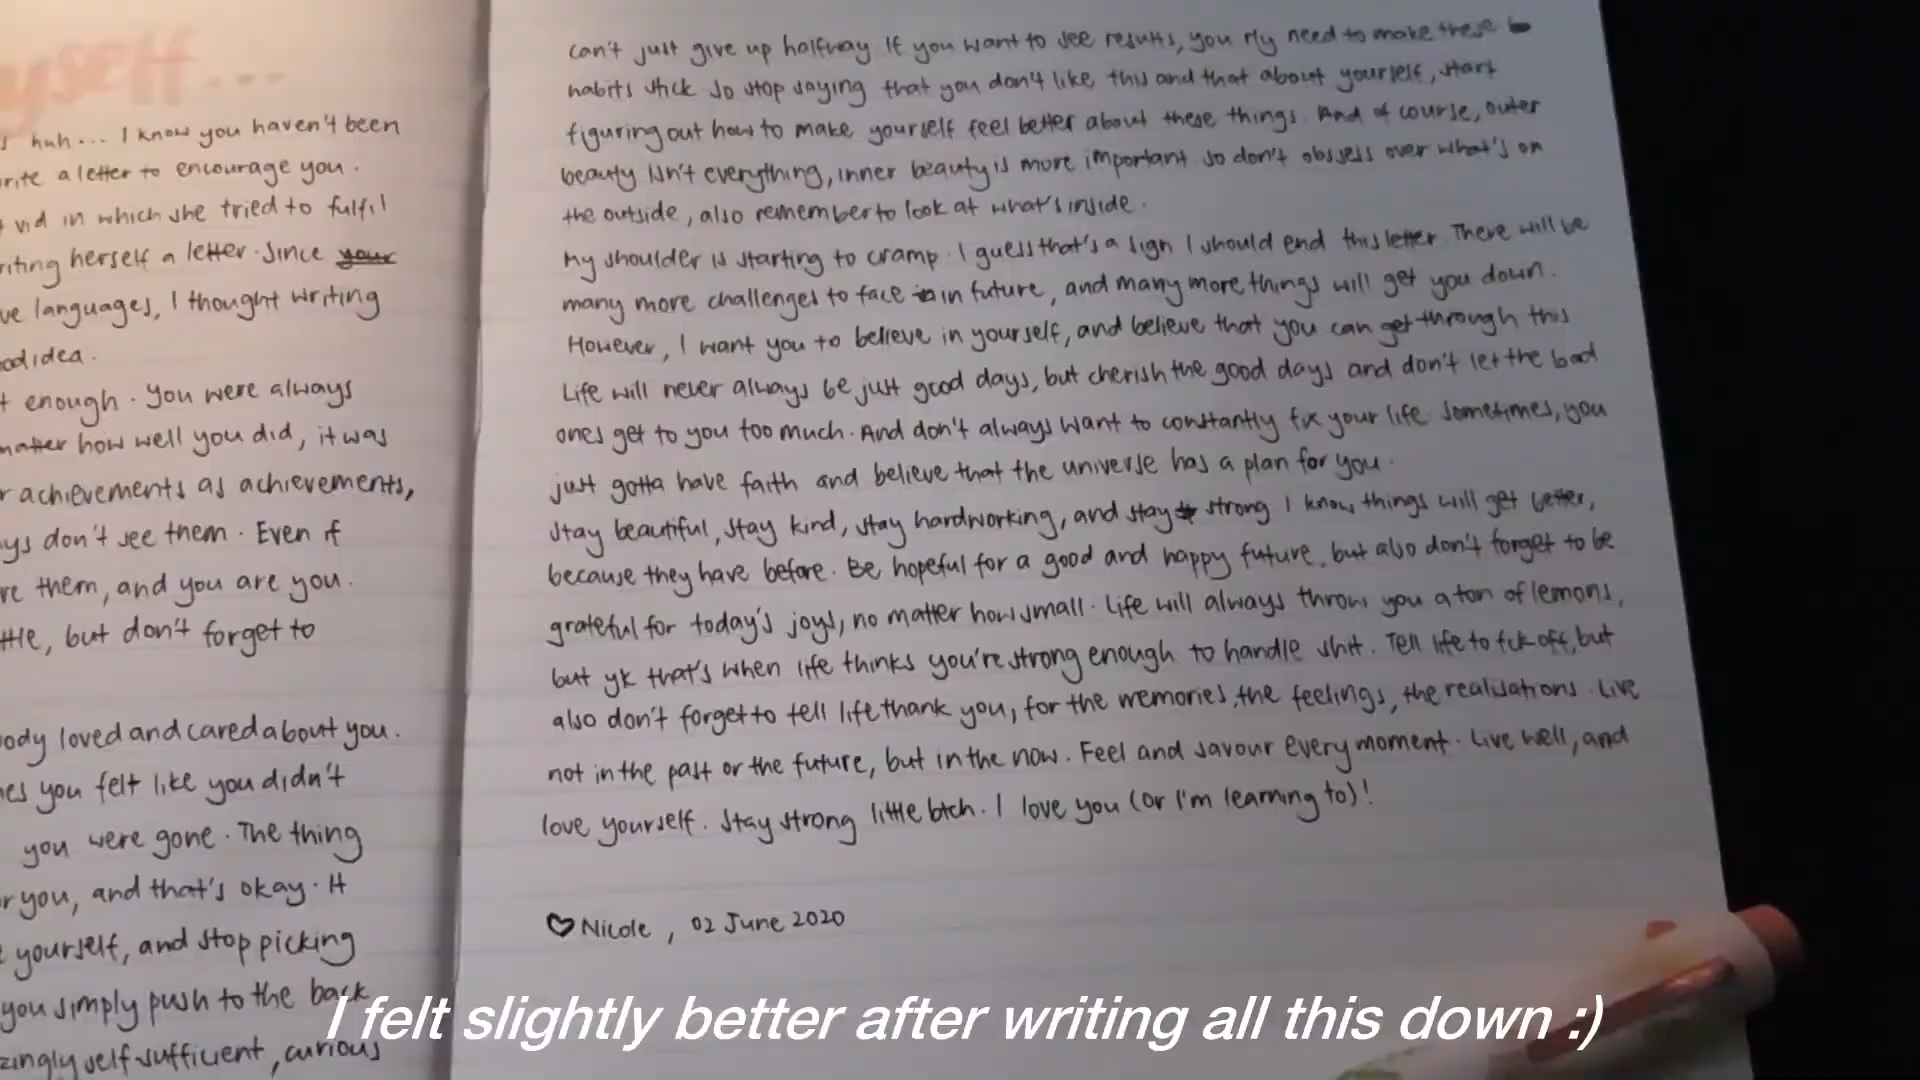 yself...
s huh... I know you haven't been
rite a letter to encourage you.
t vid in which she tried to fulfil
riting herself a letter. Since your
ve languages, I thought writing
od idea.
t enough. You were always
matter how well you did, it was
r achievements as achievements,
ys don't see them. Even if
re them, and you are you.
ttle, but don't forget to
ody loved and cared about you.
nes you felt like you didn't
you were gone. The thing
or you, and that's okay. It
e yourself, and stop picking
you simply push to the back
zingly self sufficient, curious
can't just give up halfway. If you want to see results, you rly need to make these
habits stick. So stop saying that you don't like this and that about yourself, start
figuring out how to make yourself feel better about these things. And of course, outer
beauty isn't everything, inner beauty is more important so don't obsess over what's on
the outside, also remember to look at what's inside.
My shoulder is starting to cramp. I guess that's a sign I should end this letter. There will be
many more challenges to face in in future, and many more things will get you down.
However, I want you to believe in yourself, and believe that you can get through this
Life will never always be just good days, but cherish the good days and don't let the bad
ones get to you too much. And don't always want to constantly fix your life. Sometimes, you
just gotta have faith and believe that the universe has a plan for you.
Stay beautiful, stay kind, stay hardworking, and stay strong. I know things will get better,
because they have before. Be hopeful for a good and happy future, but also don't forget to be
grateful for today's joys, no matter how small. Life will always throw you a ton of lemons,
but yk that's when life thinks you're strong enough to handle shit. Tell life to fck off, but
also don't forget to tell life thank you, for the memories, the feelings, the realisations. Live
not in the past or the future, but in the now. Feel and savour every moment. Live well, and
love yourself. Stay strong little btch. I love you (or I'm learning to)!
♡ Nicole, 02 June 2020
I felt slightly better after writing all this down :)